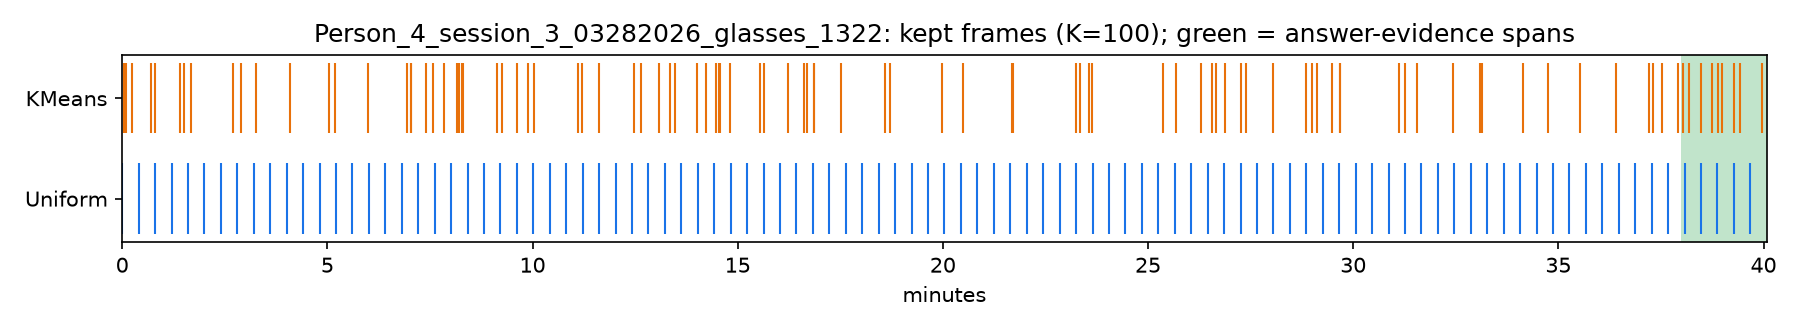 Person_4_session_3_03282026_glasses_1322: kept frames (K=100); green = answer-evidence spans
KMeans
Uniform
0 5 10 15 20 25 30 35 40
minutes